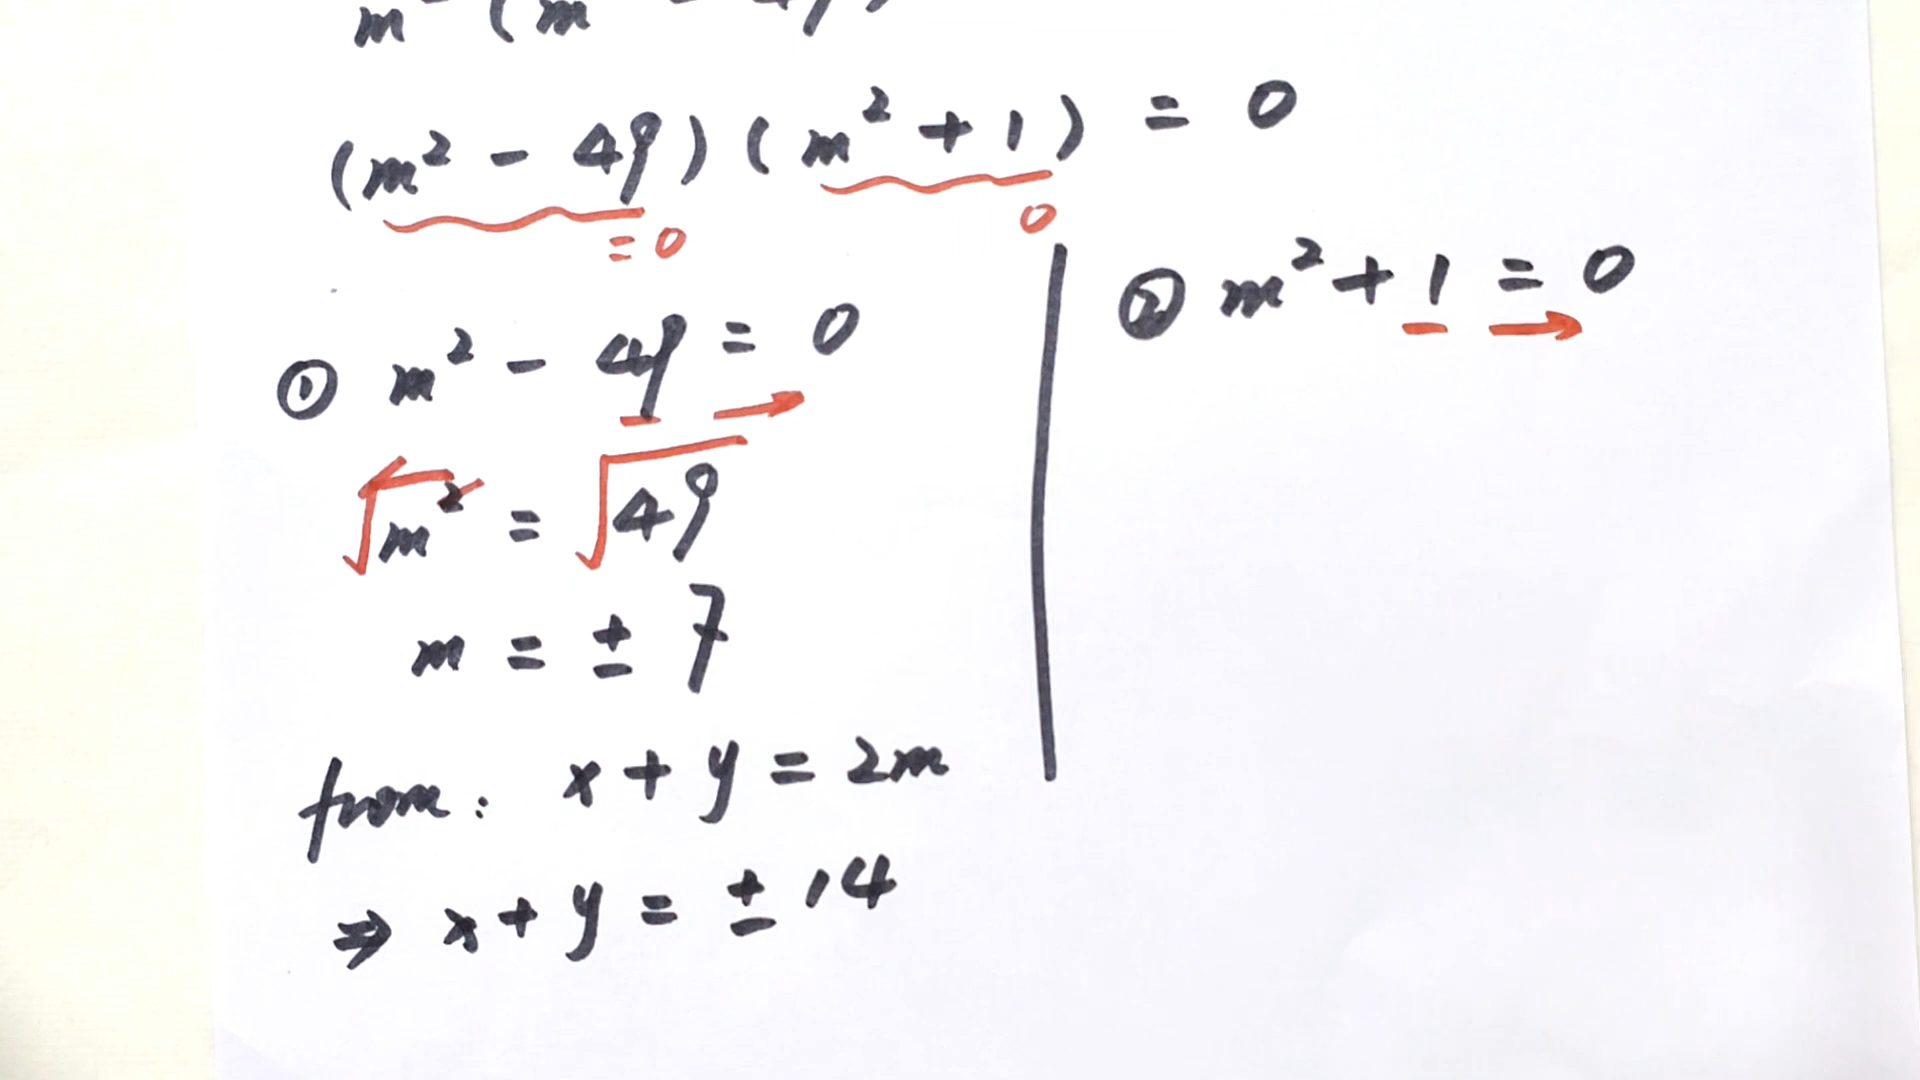 (m² - 49)(m² + 1) = 0
= 0
0
① m² - 49 = 0
√m² = √49
m = ± 7
from: x + y = 2m
⇒ x + y = ± 14
② m² + 1 = 0